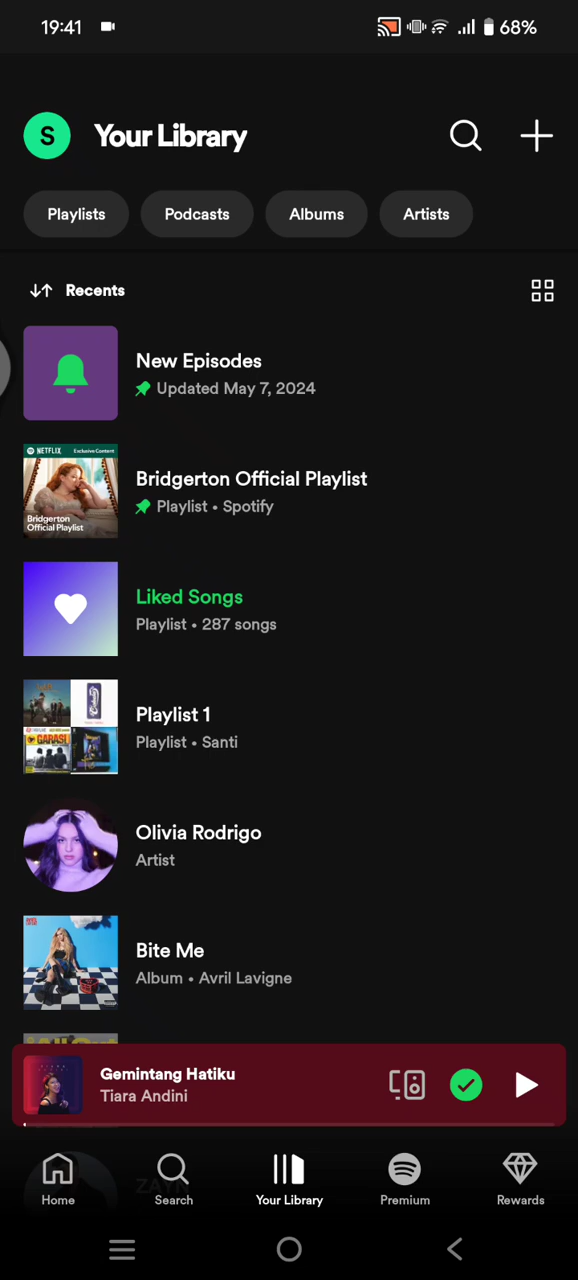 19:41 68%
S Your Library
Playlists Podcasts Albums Artists
Recents
New Episodes
Updated May 7, 2024
NETFLIX Exclusive Content
Bridgerton
Official Playlist
Bridgerton Official Playlist
Playlist • Spotify
Liked Songs
Playlist • 287 songs
GARASI
Playlist 1
Playlist • Santi
Olivia Rodrigo
Artist
Bite Me
Album • Avril Lavigne
Gemintang Hatiku
Tiara Andini
ZAYN
Home Search Your Library Premium Rewards